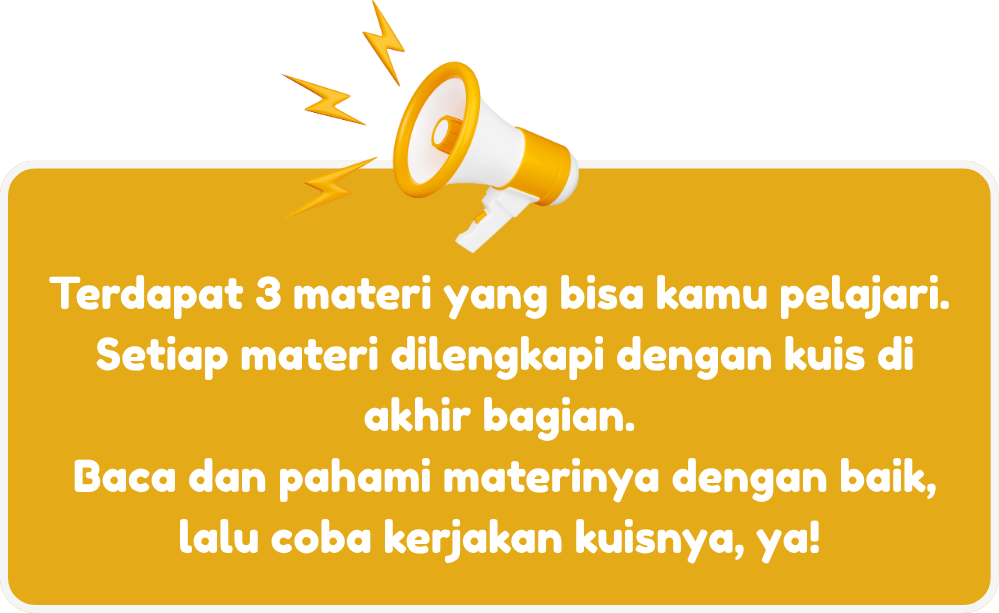 Terdapat 3 materi yang bisa kamu pelajari.
Setiap materi dilengkapi dengan kuis di
akhir bagian.
Baca dan pahami materinya dengan baik,
lalu coba kerjakan kuisnya, ya!